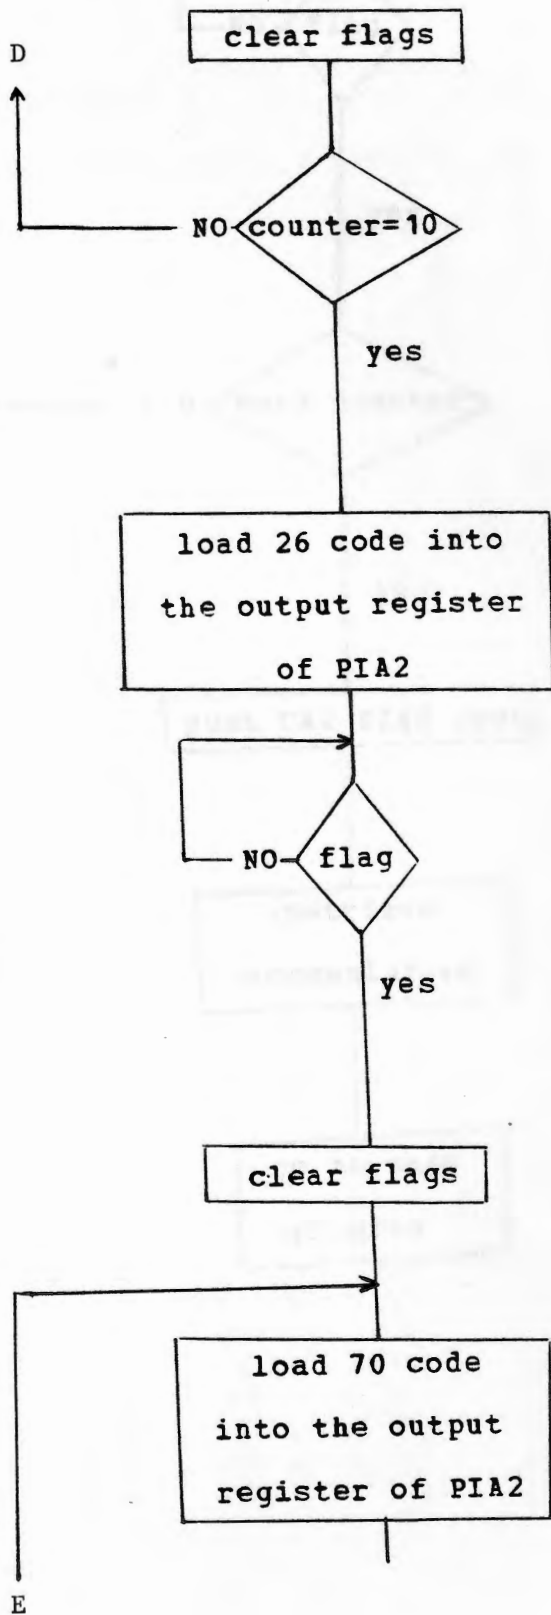 clear flags
D
NO counter=10
yes
load 26 code into
the output register
of PIA2
NO flag
yes
clear flags
load 70 code
into the output
register of PIA2
E